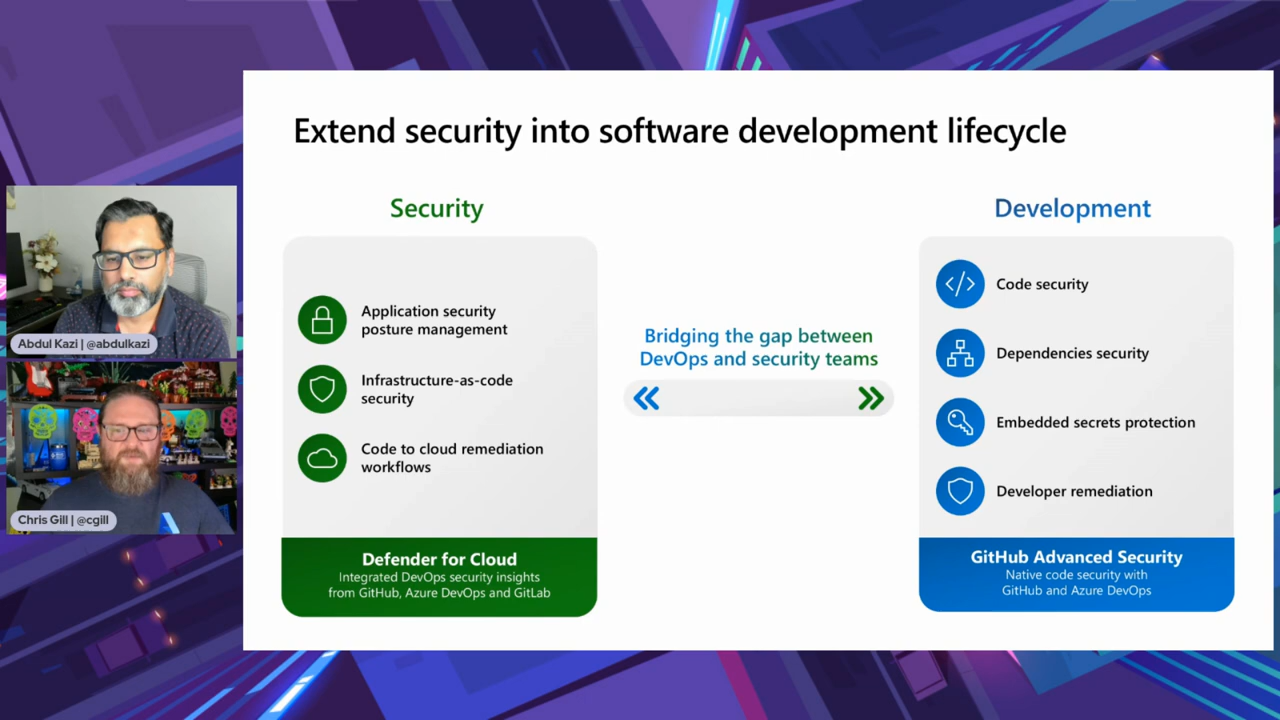 Extend security into software development lifecycle
Security
Application security
posture management
Infrastructure-as-code
security
Code to cloud remediation
workflows
Defender for Cloud
Integrated DevOps security insights
from GitHub, Azure DevOps and GitLab
Bridging the gap between
DevOps and security teams
Development
Code security
Dependencies security
Embedded secrets protection
Developer remediation
GitHub Advanced Security
Native code security with
GitHub and Azure DevOps
Abdul Kazi | @abdulkazi
Chris Gill | @cgill